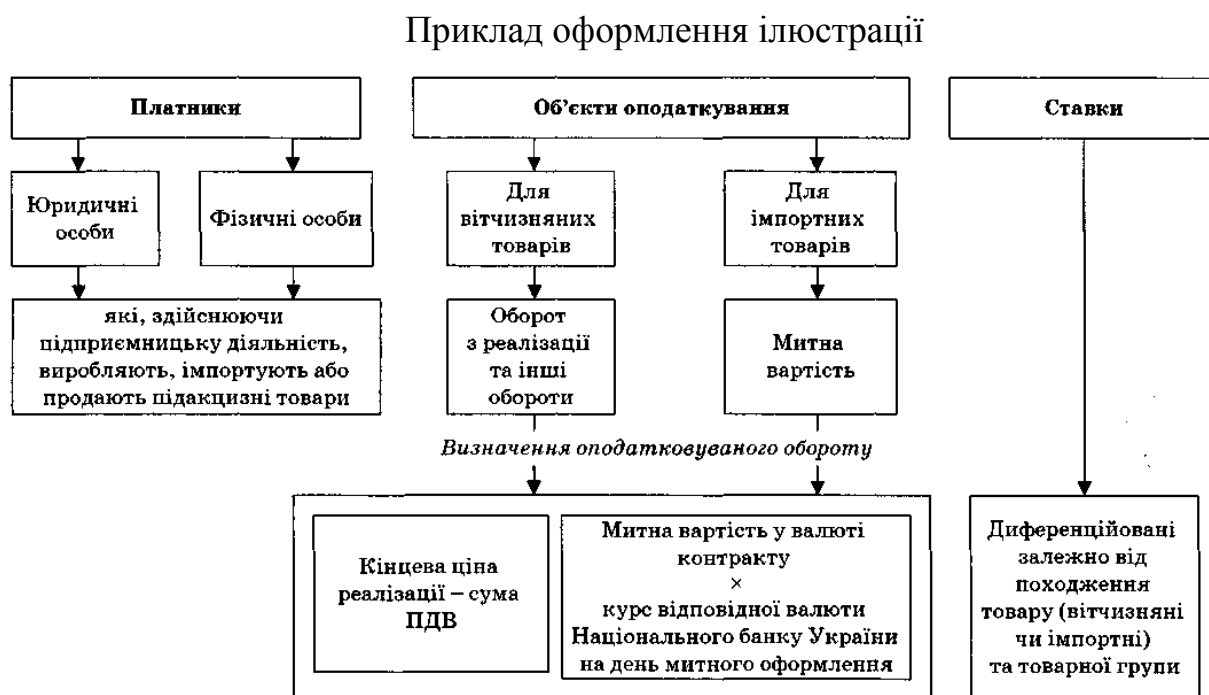 Приклад оформлення ілюстрації
Платники
Об'єкти оподаткування
Ставки
Юридичні
особи
Фізичні особи
Для
вітчизняних
товарів
Для
імпортних
товарів
які, здійснюючи
підприємницьку діяльність,
виробляють, імпортують або
продають підакцизні товари
Оборот
з реалізації
та інші
обороти
Митна
вартість
Визначення оподатковуваного обороту
Кінцева ціна
реалізації – сума
ПДВ
Митна вартість у валюті
контракту
×
курс відповідної валюти
Національного банку України
на день митного оформлення
Диференційовані
залежно від
походження
товару (вітчизняні
чи імпортні)
та товарної групи